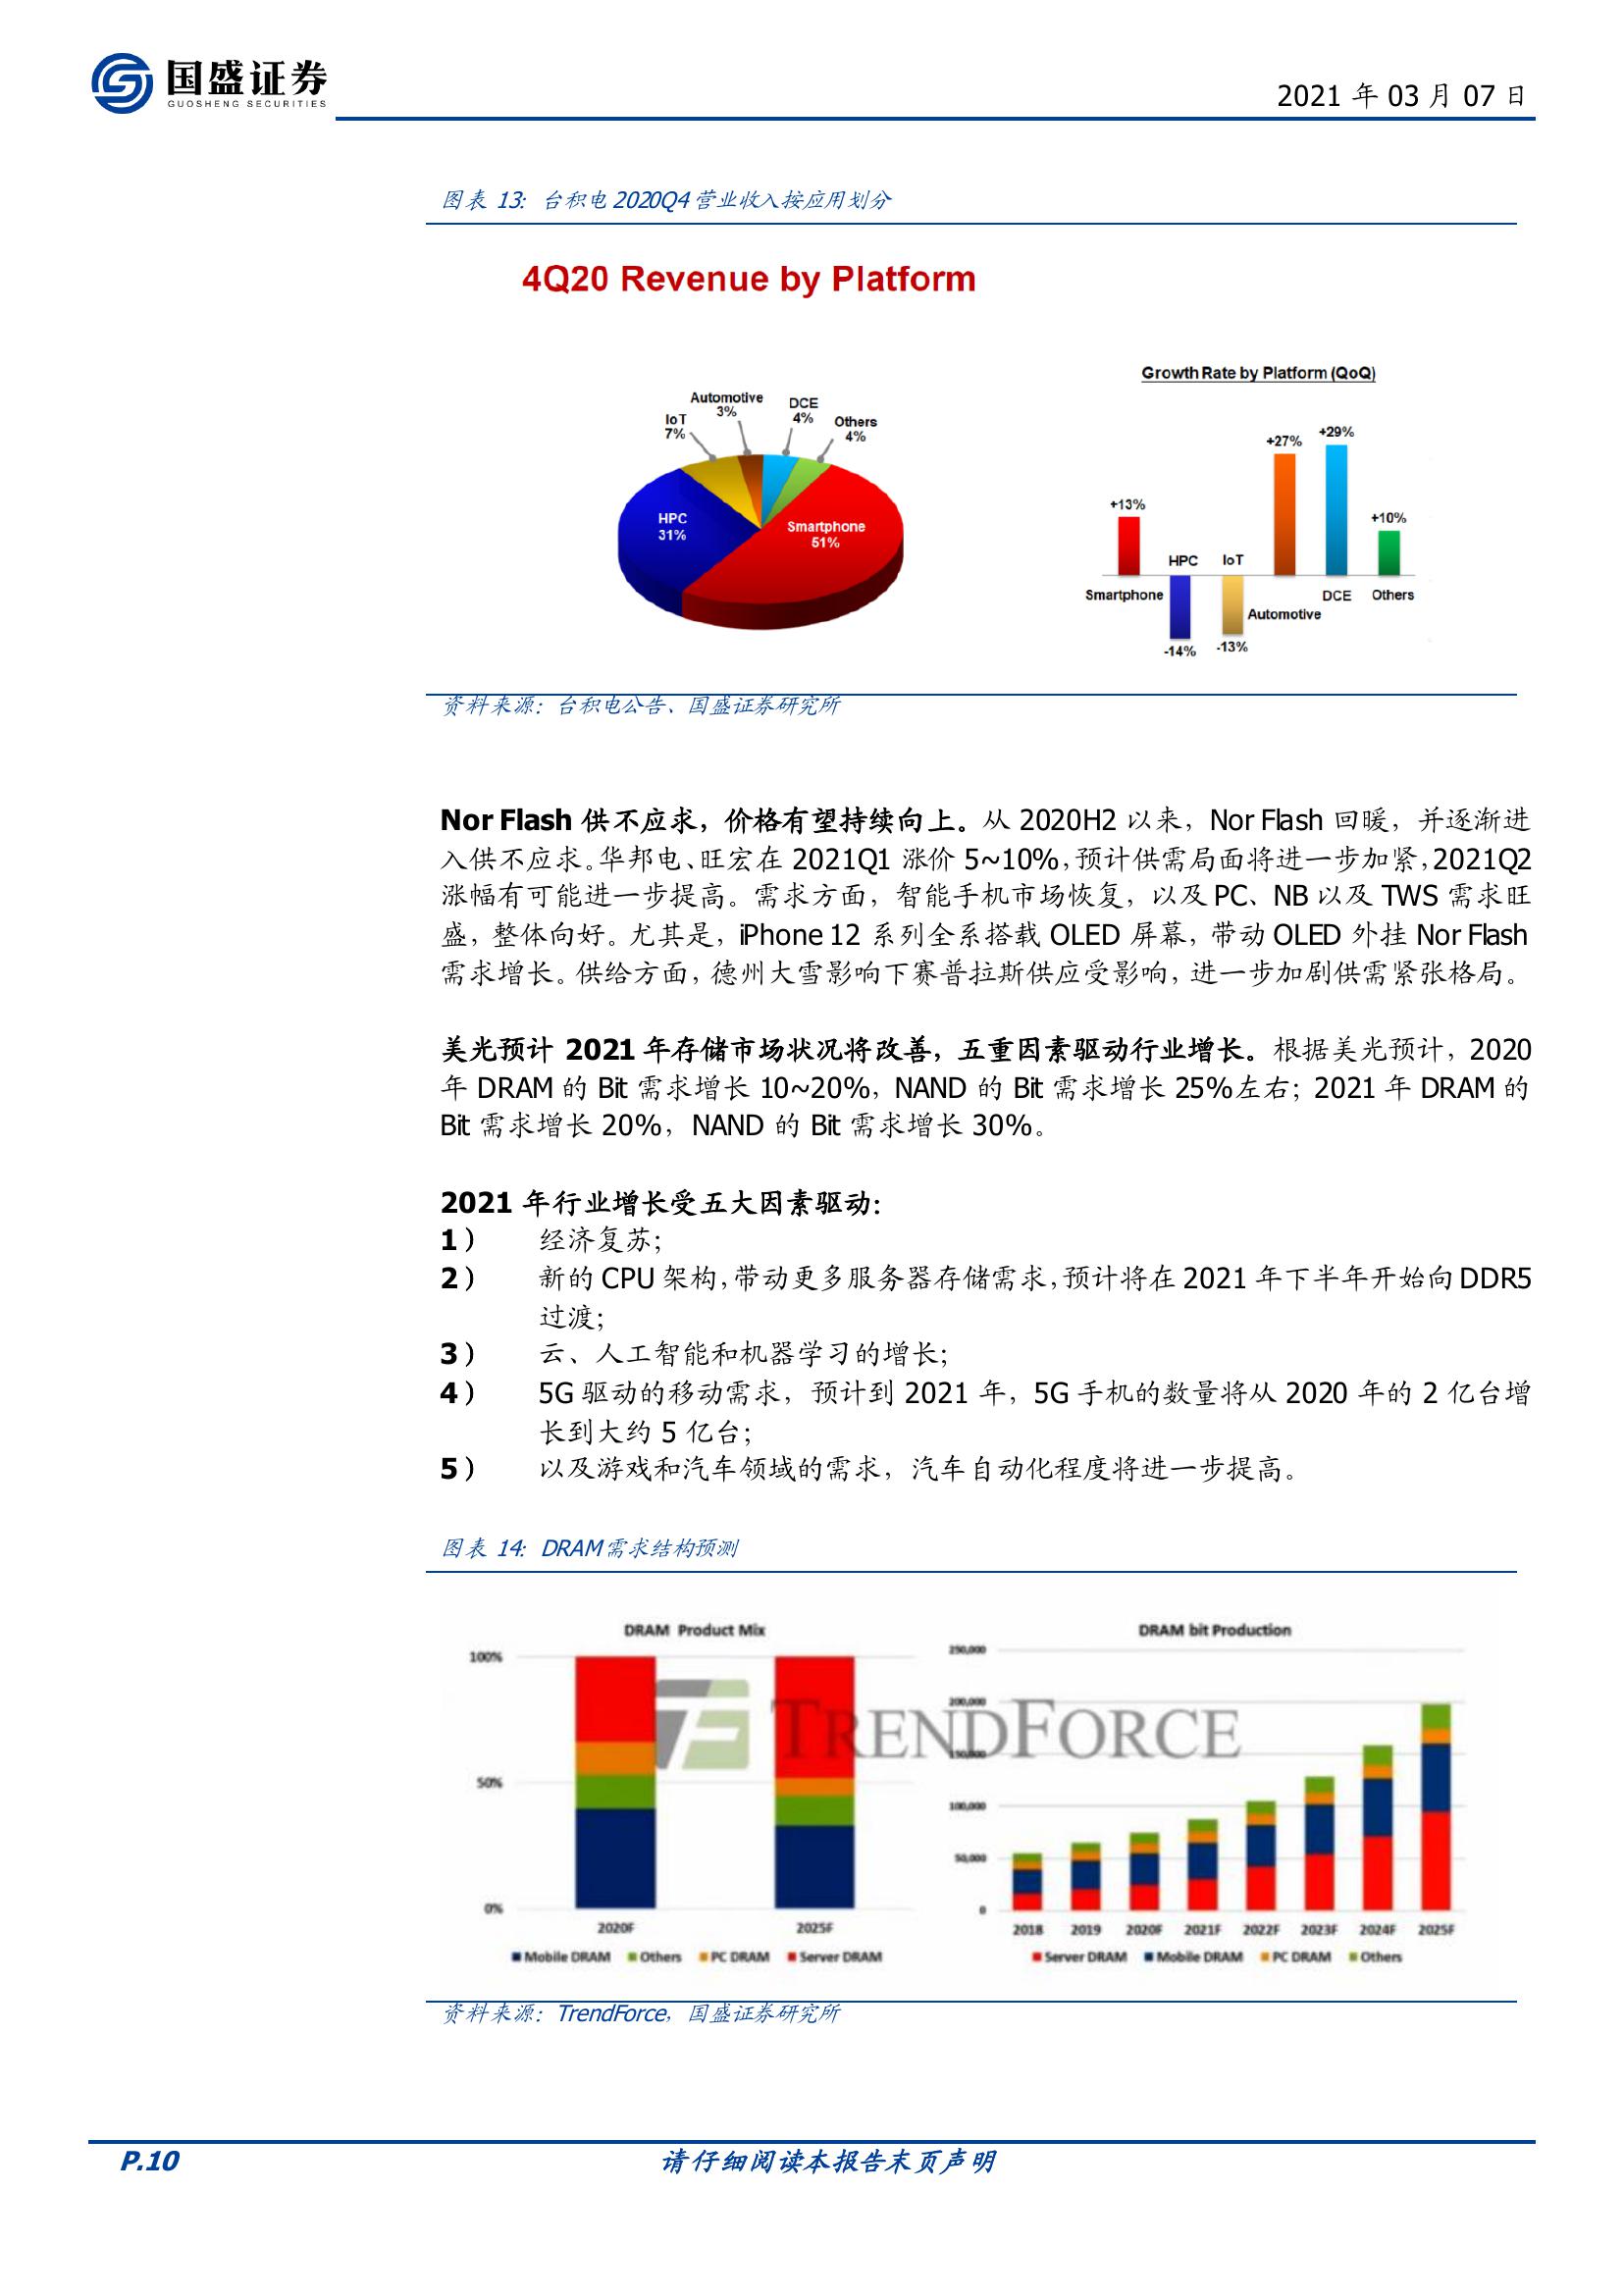 国盛证券
GUOSHENG SECURITIES
2021 年 03 月 07 日
图表 13: 台积电 2020Q4 营业收入按应用划分
4Q20 Revenue by Platform
Growth Rate by Platform (QoQ)
Automotive
3%
IoT
7%
DCE
4%
Others
4%
HPC
31%
Smartphone
51%
+13%
+27%
+29%
+10%
HPC
IoT
Smartphone
Automotive
DCE
Others
-14%
-13%
资料来源：台积电公告、国盛证券研究所
Nor Flash 供不应求，价格有望持续向上。从 2020H2 以来，Nor Flash 回暖，并逐渐进
入供不应求。华邦电、旺宏在 2021Q1 涨价 5~10%，预计供需局面将进一步加紧，2021Q2
涨幅有可能进一步提高。需求方面，智能手机市场恢复，以及 PC、NB 以及 TWS 需求旺
盛，整体向好。尤其是，iPhone 12 系列全系搭载 OLED 屏幕，带动 OLED 外挂 Nor Flash
需求增长。供给方面，德州大雪影响下赛普拉斯供应受影响，进一步加剧供需紧张格局。
美光预计 2021 年存储市场状况将改善，五重因素驱动行业增长。根据美光预计，2020
年 DRAM 的 Bit 需求增长 10~20%，NAND 的 Bit 需求增长 25%左右；2021 年 DRAM 的
Bit 需求增长 20%，NAND 的 Bit 需求增长 30%。
2021 年行业增长受五大因素驱动：
1） 经济复苏；
2） 新的 CPU 架构，带动更多服务器存储需求，预计将在 2021 年下半年开始向 DDR5
过渡；
3） 云、人工智能和机器学习的增长；
4） 5G 驱动的移动需求，预计到 2021 年，5G 手机的数量将从 2020 年的 2 亿台增
长到大约 5 亿台；
5） 以及游戏和汽车领域的需求，汽车自动化程度将进一步提高。
图表 14: DRAM 需求结构预测
DRAM Product Mix
100%
50%
0%
2020F
2025F
Mobile DRAM Others PC DRAM Server DRAM
TRENDFORCE
DRAM bit Production
250,000
200,000
150,000
100,000
50,000
0
2018 2019 2020F 2021F 2022F 2023F 2024F 2025F
Server DRAM Mobile DRAM PC DRAM Others
资料来源：TrendForce，国盛证券研究所
P.10
请仔细阅读本报告末页声明